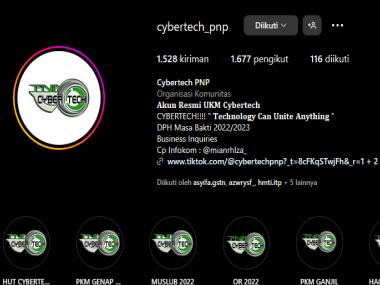 cybertech_pnp
Diikuti
1.528 kiriman
1.677 pengikut
116 diikuti
Cybertech PNP
Organisasi Komunitas
Akun Resmi UKM Cybertech
CYBERTECH!!!! " Technology Can Unite Anything "
DPH Masa Bakti 2022/2023
Business Inquiries
Cp Infokom : @mianrhlza_
www.tiktok.com/@cybertechpnp?_t=8cFKqSTwjFh&_r=1 + 2
Diikuti oleh asyifa.gstn, azwrysf_, hmti.itp + 5 lainnya
CYBER TECH
HUT CYBERTE...
PKM GENAP ...
MUSLUB 2022
OR 2022
PKM GANJIL